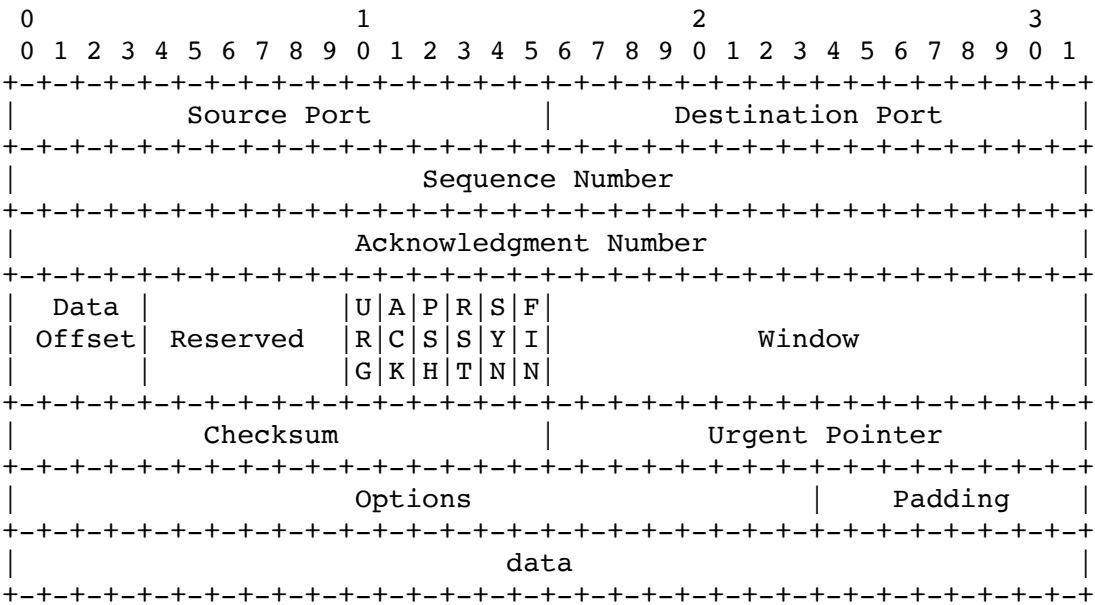 0                   1                   2                   3
 0 1 2 3 4 5 6 7 8 9 0 1 2 3 4 5 6 7 8 9 0 1 2 3 4 5 6 7 8 9 0 1
+-+-+-+-+-+-+-+-+-+-+-+-+-+-+-+-+-+-+-+-+-+-+-+-+-+-+-+-+-+-+-+-+
|          Source Port          |       Destination Port        |
+-+-+-+-+-+-+-+-+-+-+-+-+-+-+-+-+-+-+-+-+-+-+-+-+-+-+-+-+-+-+-+-+
|                        Sequence Number                        |
+-+-+-+-+-+-+-+-+-+-+-+-+-+-+-+-+-+-+-+-+-+-+-+-+-+-+-+-+-+-+-+-+
|                    Acknowledgment Number                      |
+-+-+-+-+-+-+-+-+-+-+-+-+-+-+-+-+-+-+-+-+-+-+-+-+-+-+-+-+-+-+-+-+
|  Data |           |U|A|P|R|S|F|                               |
| Offset| Reserved  |R|C|S|S|Y|I|            Window             |
|       |           |G|K|H|T|N|N|                               |
+-+-+-+-+-+-+-+-+-+-+-+-+-+-+-+-+-+-+-+-+-+-+-+-+-+-+-+-+-+-+-+-+
|           Checksum            |         Urgent Pointer        |
+-+-+-+-+-+-+-+-+-+-+-+-+-+-+-+-+-+-+-+-+-+-+-+-+-+-+-+-+-+-+-+-+
|                    Options                    |    Padding    |
+-+-+-+-+-+-+-+-+-+-+-+-+-+-+-+-+-+-+-+-+-+-+-+-+-+-+-+-+-+-+-+-+
|                             data                              |
+-+-+-+-+-+-+-+-+-+-+-+-+-+-+-+-+-+-+-+-+-+-+-+-+-+-+-+-+-+-+-+-+